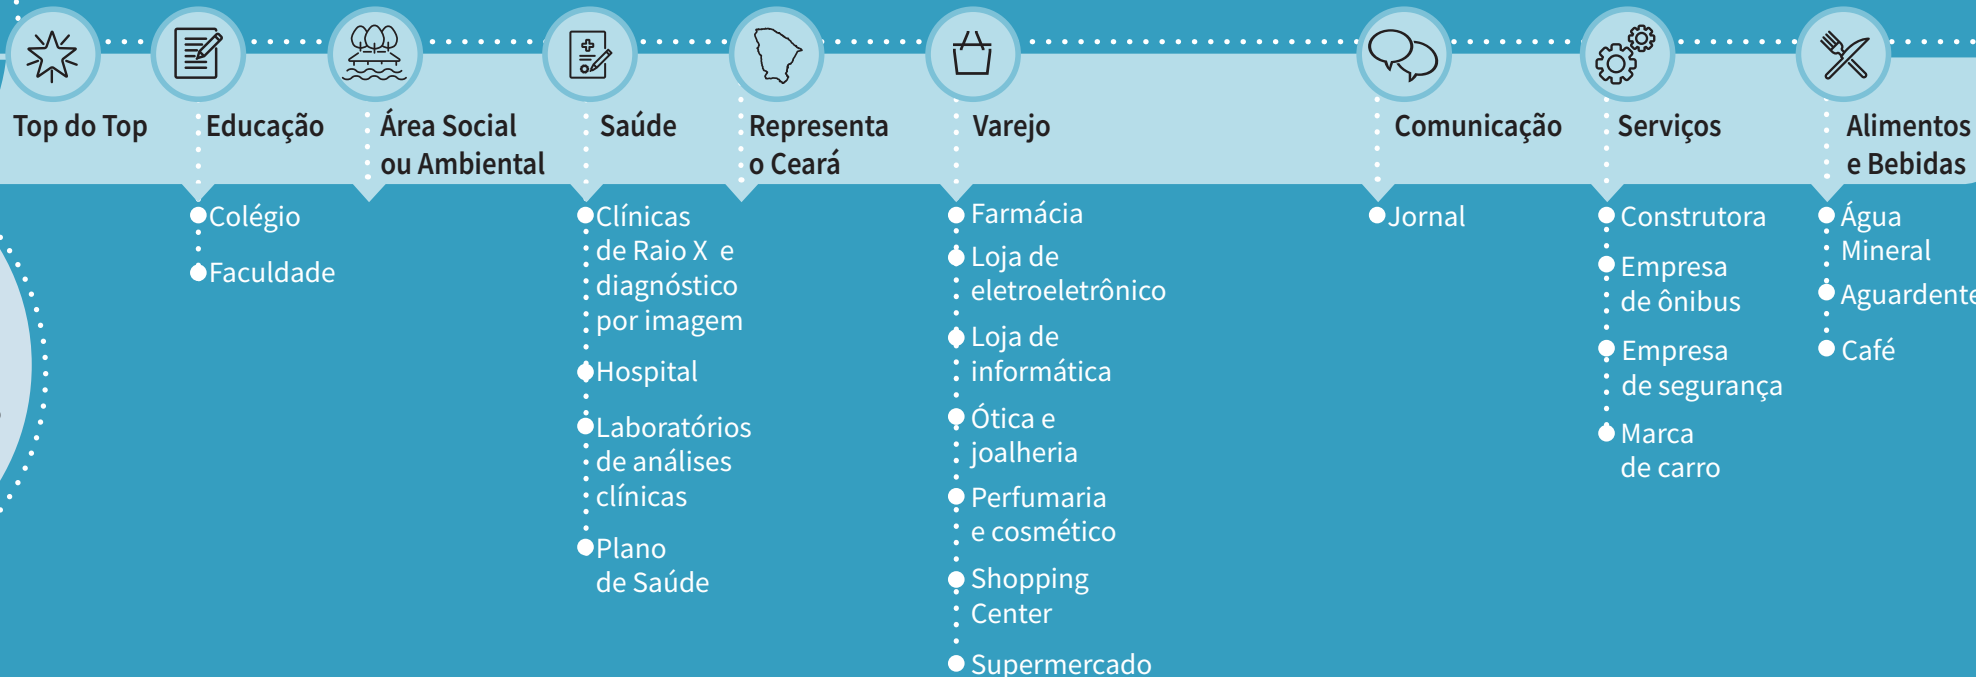 Top do Top
Educação
Colégio
Faculdade
Área Social
ou Ambiental
Saúde
Clínicas
de Raio X e
diagnóstico
por imagem
Hospital
Laboratórios
de análises
clínicas
Plano
de Saúde
Representa
o Ceará
Varejo
Farmácia
Loja de
eletroeletrônico
Loja de
informática
Ótica e
joalheria
Perfumaria
e cosmético
Shopping
Center
Supermercado
Comunicação
Jornal
Serviços
Construtora
Empresa
de ônibus
Empresa
de segurança
Marca
de carro
Alimentos
e Bebidas
Água
Mineral
Aguardente
Café